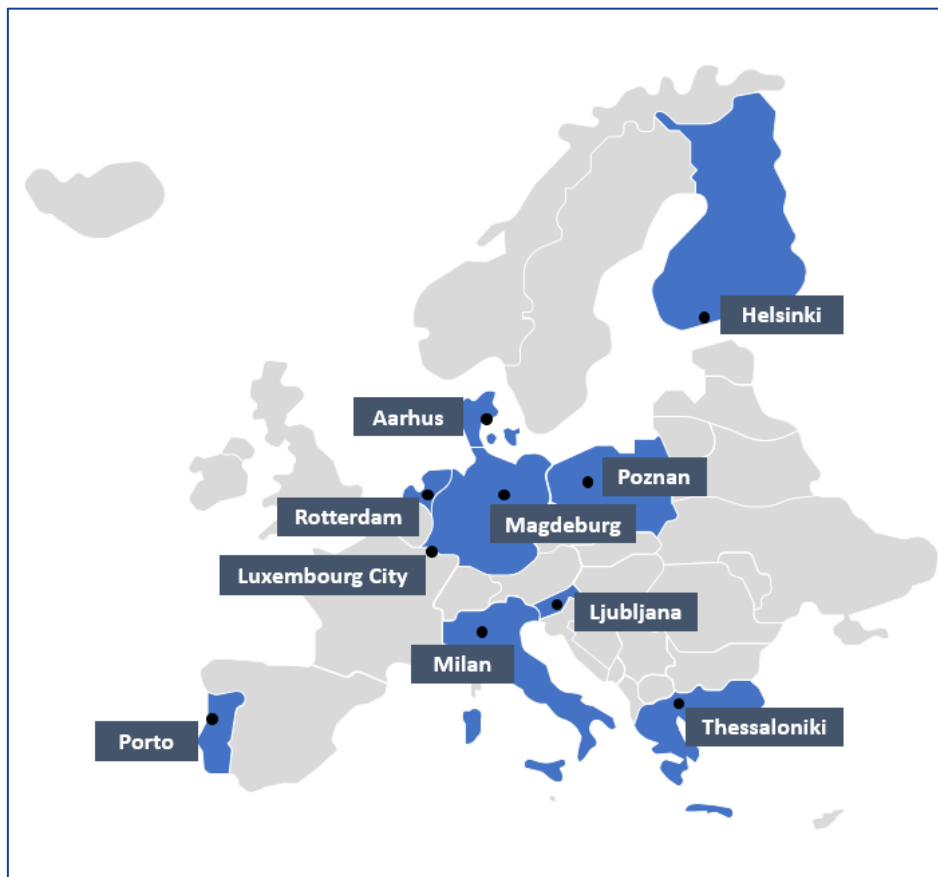 Helsinki
Aarhus
Poznan
Rotterdam
Magdeburg
Luxembourg City
Ljubljana
Milan
Thessaloniki
Porto